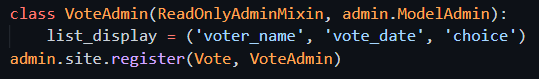 class VoteAdmin(ReadOnlyAdminMixin, admin.ModelAdmin):
    list_display = ('voter_name', 'vote_date', 'choice')
admin.site.register(Vote, VoteAdmin)